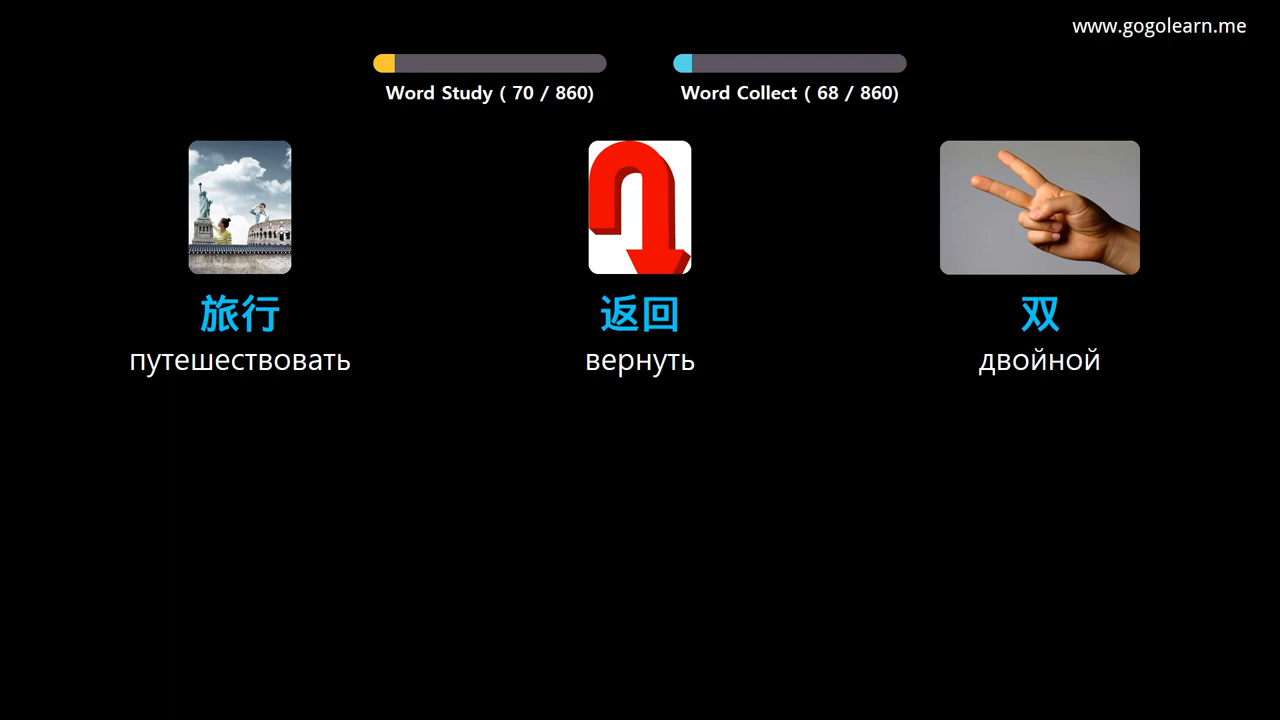 www.gogolearn.me
Word Study ( 70 / 860)
Word Collect ( 68 / 860)
旅行
返回
双
путешествовать
вернуть
двойной